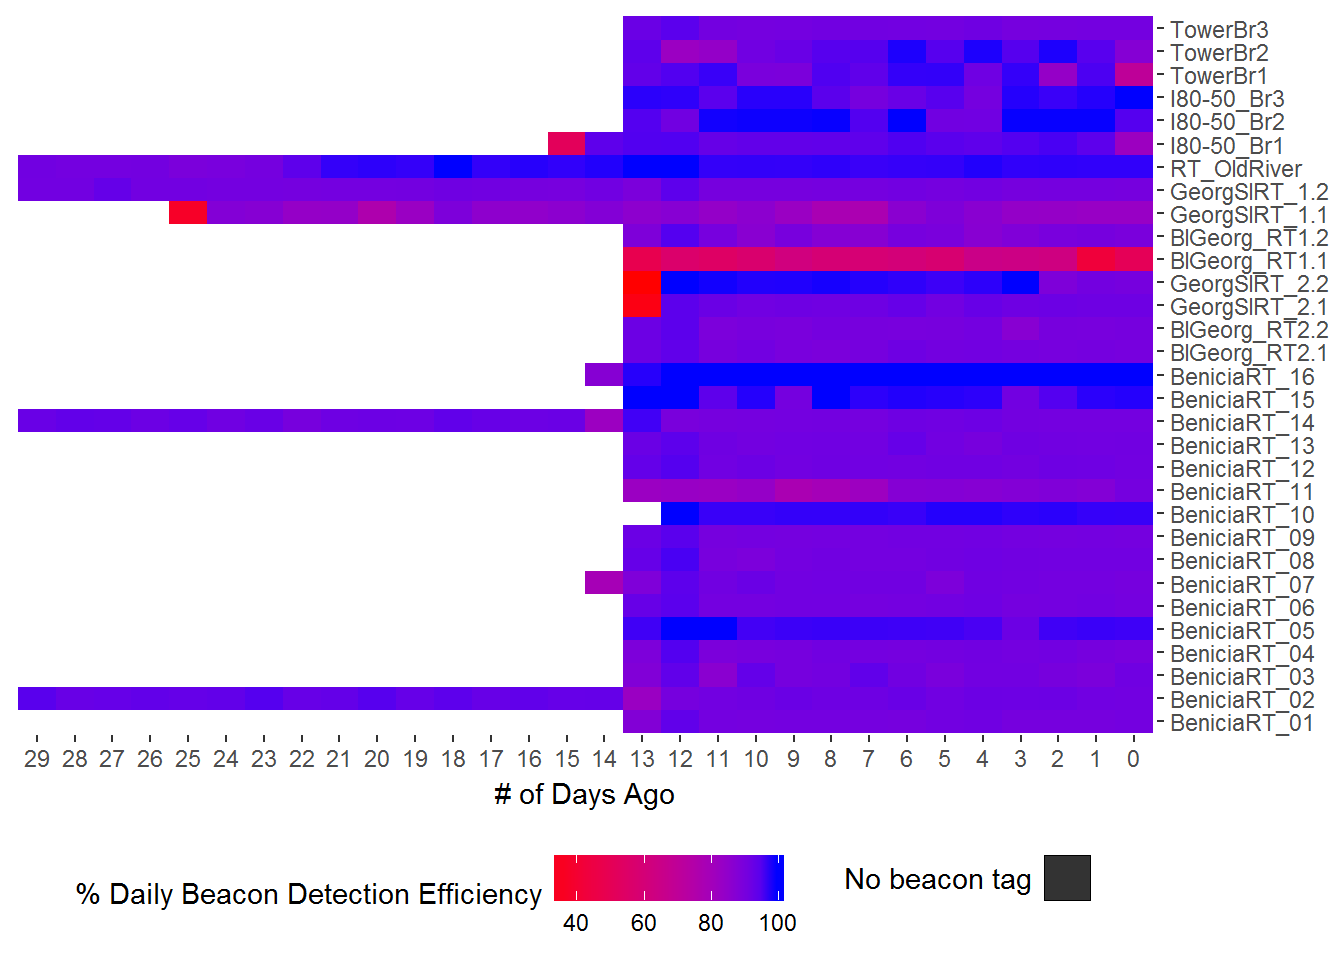 TowerBr3
TowerBr2
TowerBr1
I80-50_Br3
I80-50_Br2
I80-50_Br1
RT_OldRiver
GeorgSlRT_1.2
GeorgSlRT_1.1
BlGeorg_RT1.2
BlGeorg_RT1.1
GeorgSlRT_2.2
GeorgSlRT_2.1
BlGeorg_RT2.2
BlGeorg_RT2.1
BeniciaRT_16
BeniciaRT_15
BeniciaRT_14
BeniciaRT_13
BeniciaRT_12
BeniciaRT_11
BeniciaRT_10
BeniciaRT_09
BeniciaRT_08
BeniciaRT_07
BeniciaRT_06
BeniciaRT_05
BeniciaRT_04
BeniciaRT_03
BeniciaRT_02
BeniciaRT_01
29 28 27 26 25 24 23 22 21 20 19 18 17 16 15 14 13 12 11 10 9 8 7 6 5 4 3 2 1 0
# of Days Ago
% Daily Beacon Detection Efficiency
40 60 80 100
No beacon tag